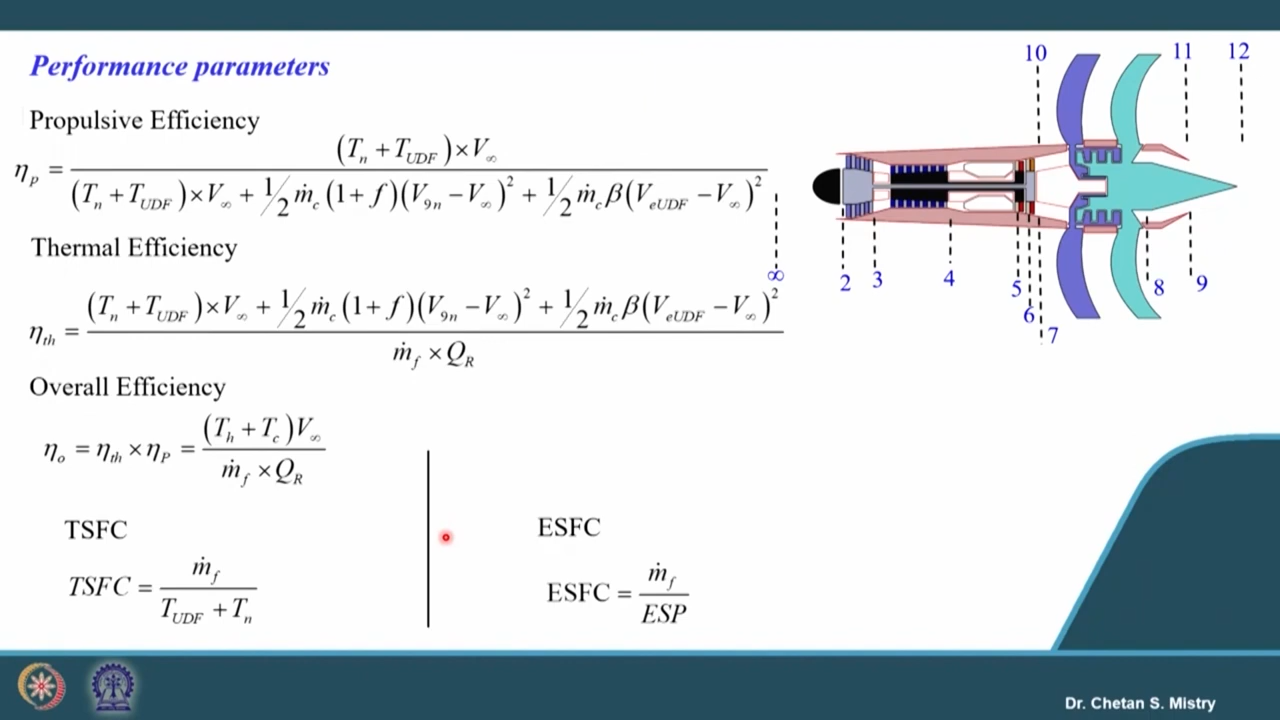 Performance parameters
Propulsive Efficiency
η_p = (T_n + T_UDF) × V_∞ / (T_n + T_UDF) × V_∞ + 1/2 ṁ_c (1 + f)(V_9n − V_∞)² + 1/2 ṁ_c β(V_eUDF − V_∞)²
Thermal Efficiency
η_th = (T_n + T_UDF) × V_∞ + 1/2 ṁ_c (1 + f)(V_9n − V_∞)² + 1/2 ṁ_c β(V_eUDF − V_∞)² / ṁ_f × Q_R
Overall Efficiency
η_o = η_th × η_P = (T_h + T_c)V_∞ / ṁ_f × Q_R
TSFC
TSFC = ṁ_f / T_UDF + T_n
ESFC
ESFC = ṁ_f / ESP
10 11 12
∞ 2 3 4 5 6 7 8 9
Dr. Chetan S. Mistry